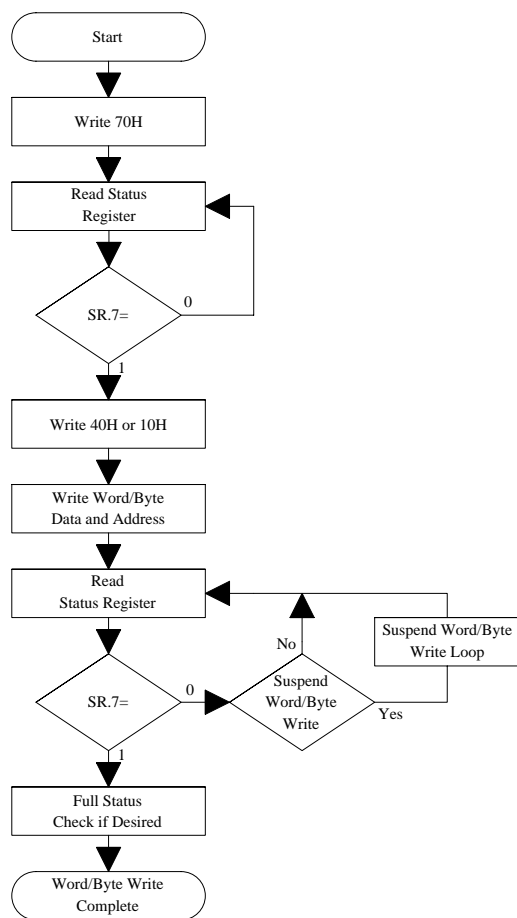 Start
Write 70H
Read Status
Register
SR.7=
0
1
Write 40H or 10H
Write Word/Byte
Data and Address
Read
Status Register
Suspend Word/Byte
Write Loop
No
SR.7=
0
Suspend
Word/Byte
Write
Yes
1
Full Status
Check if Desired
Word/Byte Write
Complete